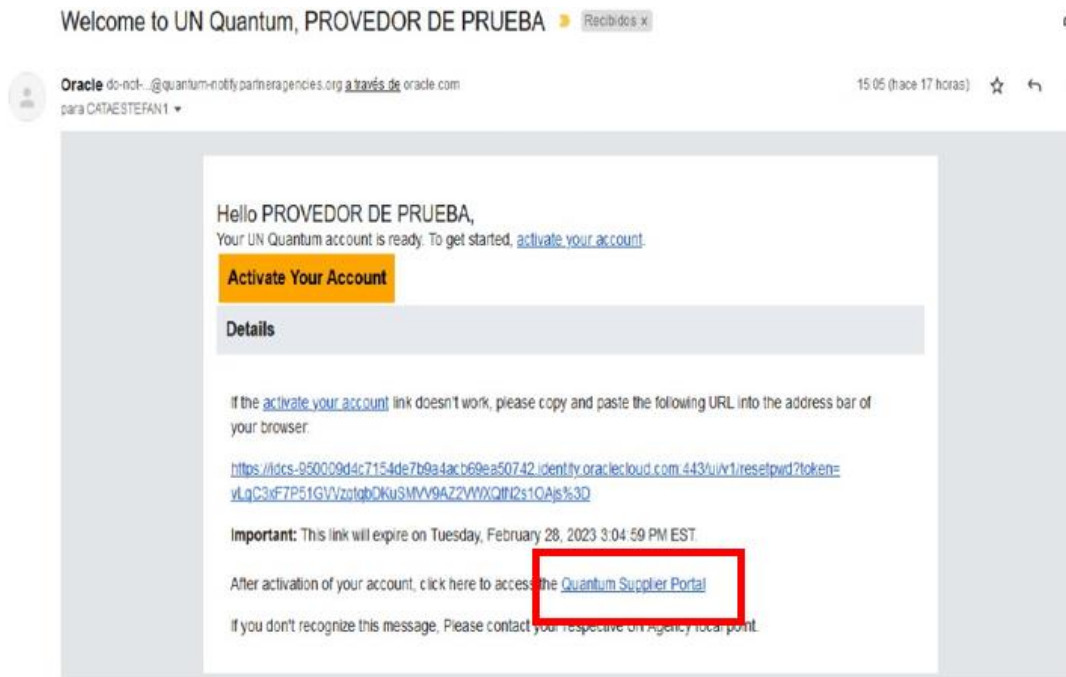 Welcome to UN Quantum, PROVEDOR DE PRUEBA Recibidos x
Oracle do-not-...@quantum-notify.partneragencies.org a través de oracle.com 15:05 (hace 17 horas)
para CATAESTEFAN1
Hello PROVEDOR DE PRUEBA,
Your UN Quantum account is ready. To get started, activate your account.
Activate Your Account
Details
If the activate your account link doesn't work, please copy and paste the following URL into the address bar of
your browser:
https://idcs-950009d4c7154de7b9a4acb69ea50742.identity.oraclecloud.com:443/ui/v1/resetpwd?token=
Important: This link will expire on Tuesday, February 28, 2023 3:04:59 PM EST.
After activation of your account, click here to access the Quantum Supplier Portal
If you don't recognize this message, Please contact your respective UN Agency focal point.